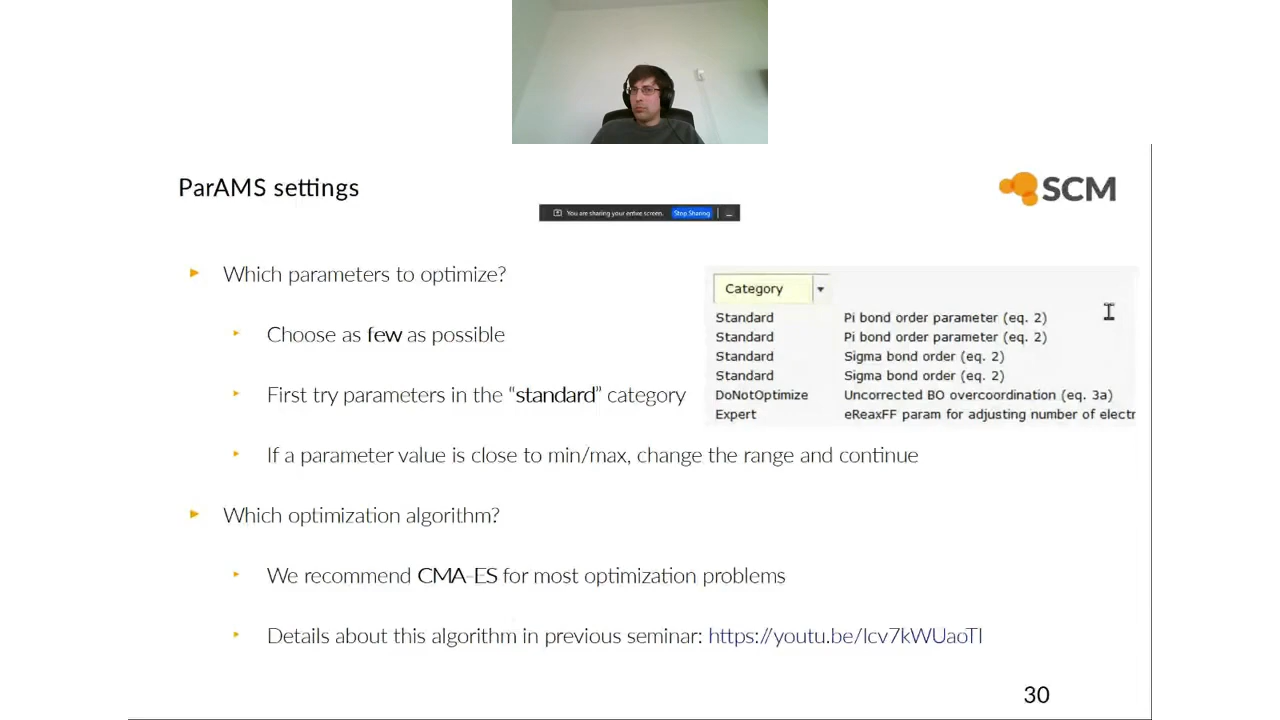 ParAMS settings
SCM
You are sharing your entire screen.
Stop Sharing
Which parameters to optimize?
Choose as few as possible
First try parameters in the “standard” category
Category
Standard Pi bond order parameter (eq. 2)
Standard Pi bond order parameter (eq. 2)
Standard Sigma bond order (eq. 2)
Standard Sigma bond order (eq. 2)
DoNotOptimize Uncorrected BO overcoordination (eq. 3a)
Expert eReaxFF param for adjusting number of electr
If a parameter value is close to min/max, change the range and continue
Which optimization algorithm?
We recommend CMA-ES for most optimization problems
Details about this algorithm in previous seminar: https://youtu.be/lcv7kWUaoTI
30